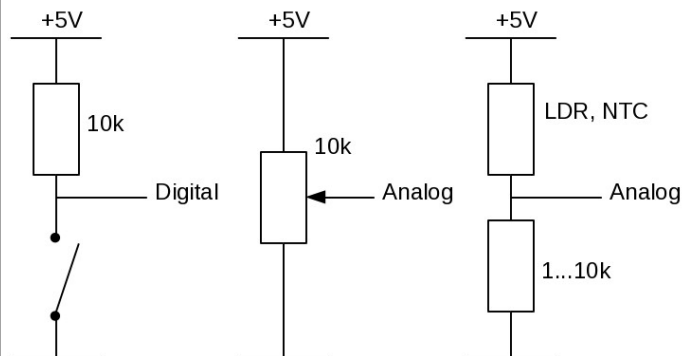 +5V
10k
Digital
+5V
10k
Analog
+5V
LDR, NTC
Analog
1...10k